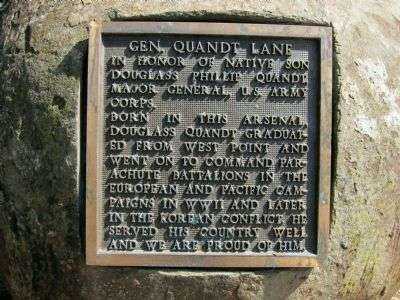 GEN. QUANDT LANE
IN HONOR OF NATIVE SON
DOUGLASS PHILLIP QUANDT
MAJOR GENERAL, U.S. ARMY
CORPS.
BORN IN THIS ARSENAL,
DOUGLASS QUANDT GRADUAT-
ED FROM WEST POINT AND
WENT ON TO COMMAND PAR-
ACHUTE BATTALIONS IN THE
EUROPEAN AND PACIFIC CAM-
PAIGNS IN WWII AND LATER
IN THE KOREAN CONFLICT. HE
SERVED HIS COUNTRY WELL
AND WE ARE PROUD OF HIM.